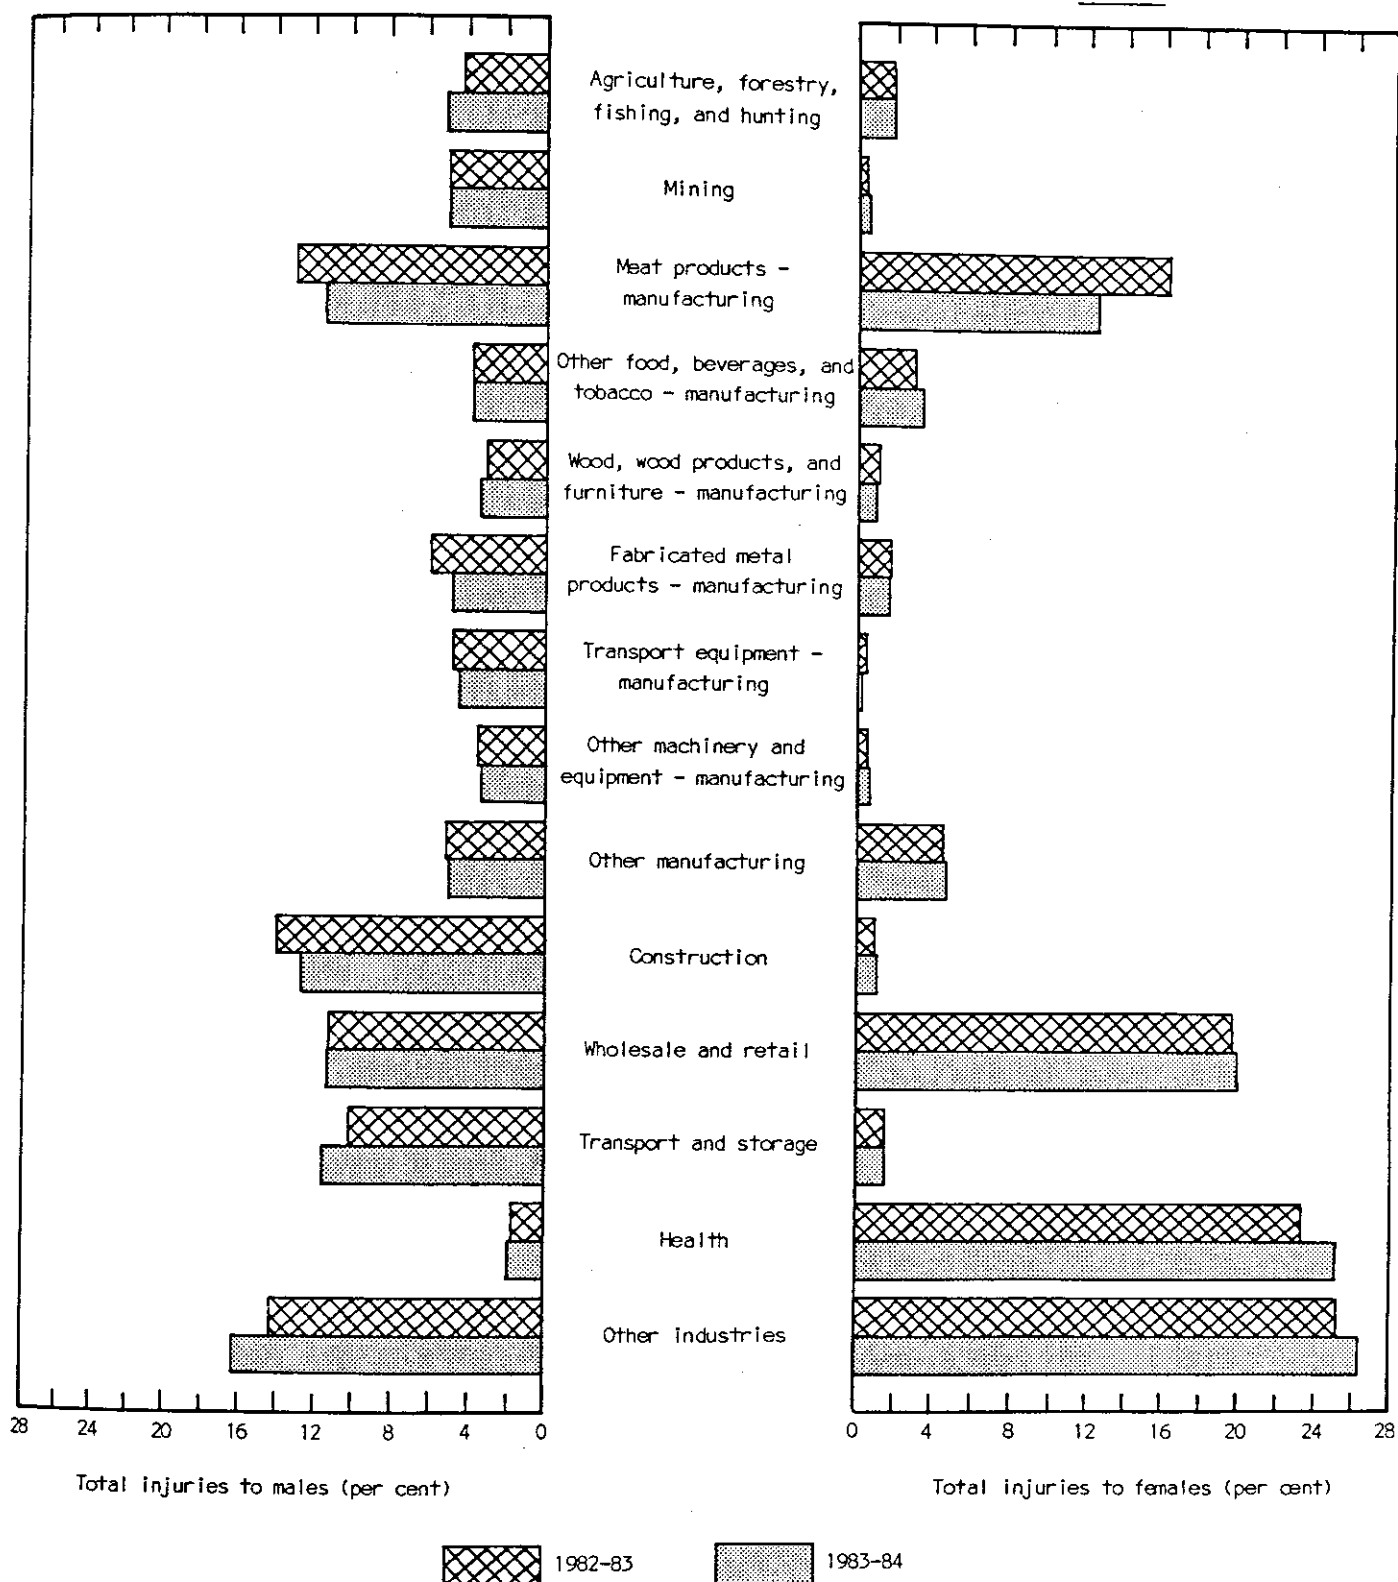 Agriculture, forestry,
fishing, and hunting
Mining
Meat products -
manufacturing
Other food, beverages, and
tobacco - manufacturing
Wood, wood products, and
furniture - manufacturing
Fabricated metal
products - manufacturing
Transport equipment -
manufacturing
Other machinery and
equipment - manufacturing
Other manufacturing
Construction
Wholesale and retail
Transport and storage
Health
Other industries
28 24 20 16 12 8 4 0
0 4 8 12 16 20 24 28
Total injuries to males (per cent)
Total injuries to females (per cent)
1982-83
1983-84